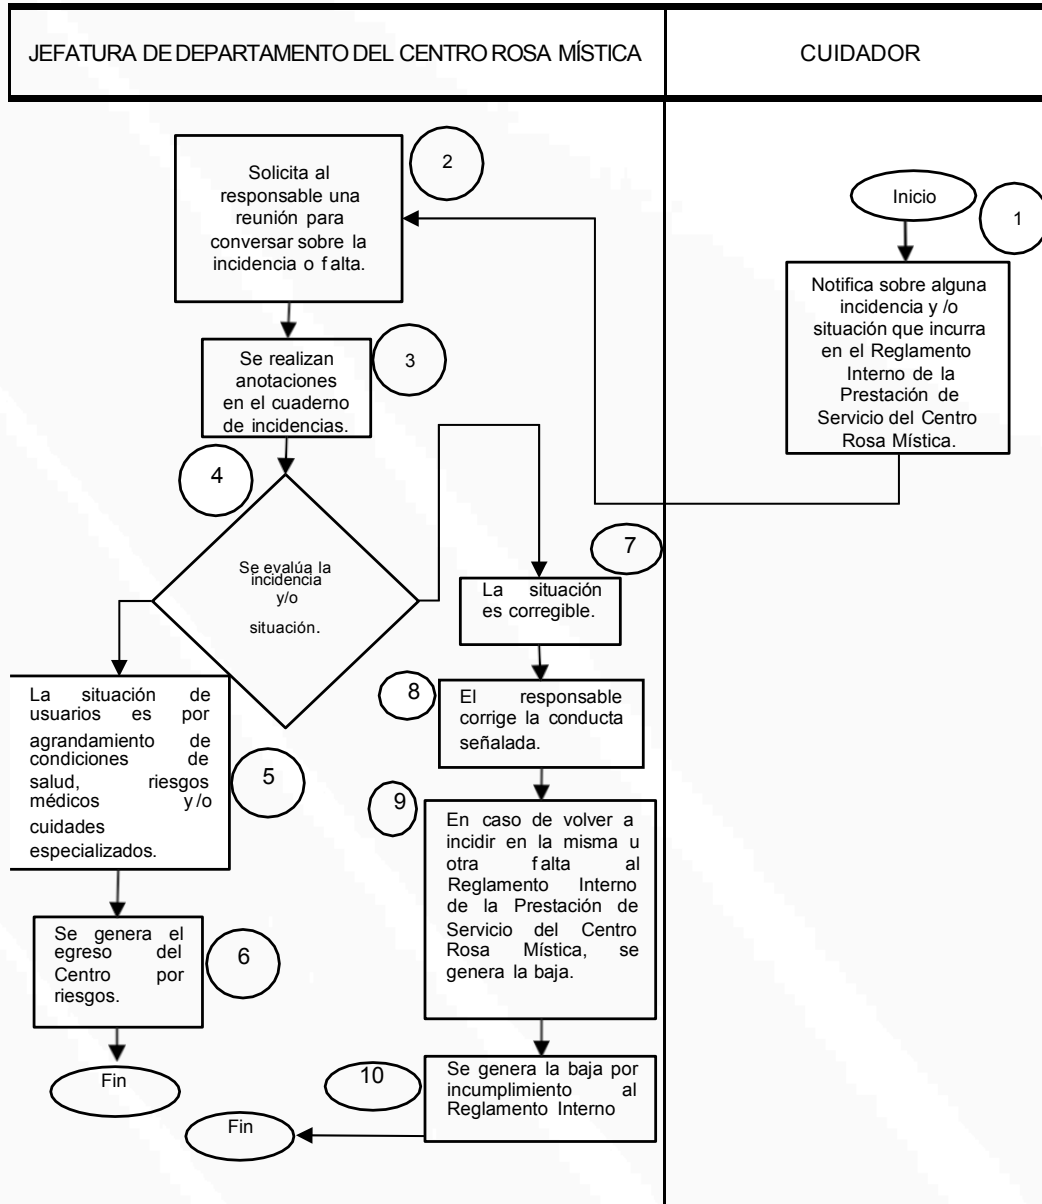 JEFATURA DE DEPARTAMENTO DEL CENTRO ROSA MÍSTICA
CUIDADOR
Inicio
1
Notifica sobre alguna
incidencia y /o
situación que incurra
en el Reglamento
Interno de la
Prestación de
Servicio del Centro
Rosa Mística.
2
Solicita al
responsable una
reunión para
conversar sobre la
incidencia o falta.
3
Se realizan
anotaciones
en el cuaderno
de incidencias.
4
Se evalúa la
incidencia
y/o
situación.
La situación de
usuarios es por
agrandamiento de
condiciones de
salud, riesgos
médicos y/o
cuidades
especializados.
5
Se genera el
egreso del
Centro por
riesgos.
6
Fin
7
La situación
es corregible.
8
El responsable
corrige la conducta
señalada.
9
En caso de volver a
incidir en la misma u
otra falta al
Reglamento Interno
de la Prestación de
Servicio del Centro
Rosa Mística, se
genera la baja.
10
Se genera la baja por
incumplimiento al
Reglamento Interno
Fin